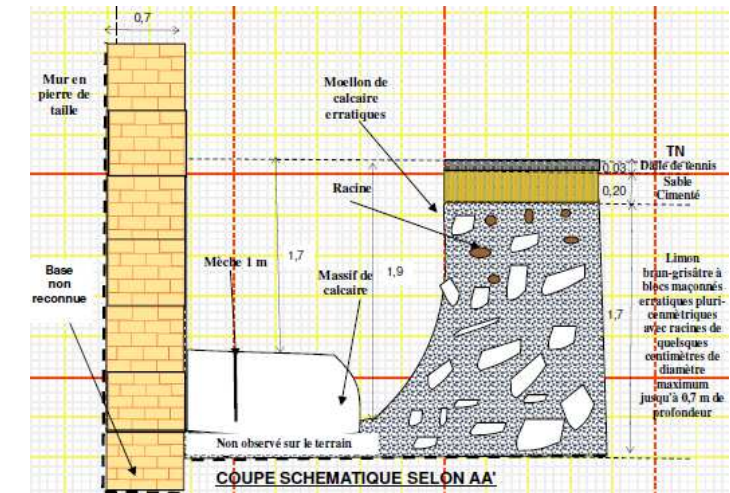 0,7
Mur en
pierre de
taille
Moellon de
calcaire
erratiques
TN
Dalle de tennis
0,03
Sable
Cimenté
0,20
Racine
Mèche 1 m
1,7
Massif de
calcaire
1,9
Base
non
reconnue
1,7
Limon
brun-grisâtre à
blocs maçonnés
erratiques pluri-
cenmètriques
avec racines de
quelsques
centimètres de
diamètre
maximum
jusqu'à 0,7 m de
profondeur
Non observé sur le terrain
COUPE SCHEMATIQUE SELON AA'